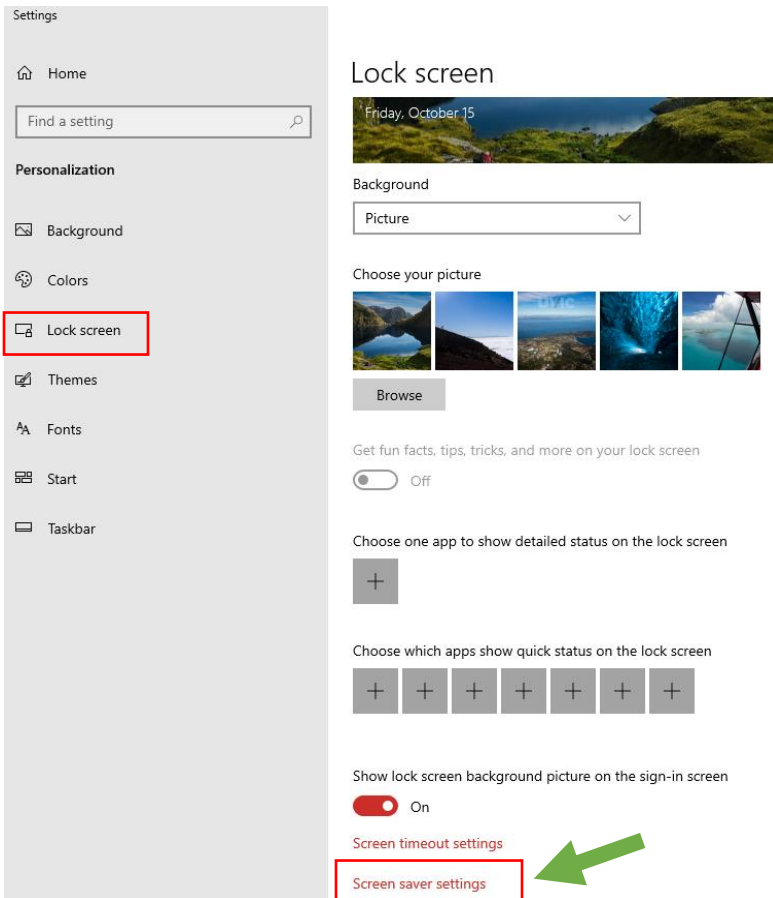 Settings
Home
Find a setting
Personalization
Background
Colors
Lock screen
Themes
Fonts
Start
Taskbar
Lock screen
Friday, October 15
Background
Picture
Choose your picture
UVIC
Browse
Get fun facts, tips, tricks, and more on your lock screen
Off
Choose one app to show detailed status on the lock screen
Choose which apps show quick status on the lock screen
Show lock screen background picture on the sign-in screen
On
Screen timeout settings
Screen saver settings